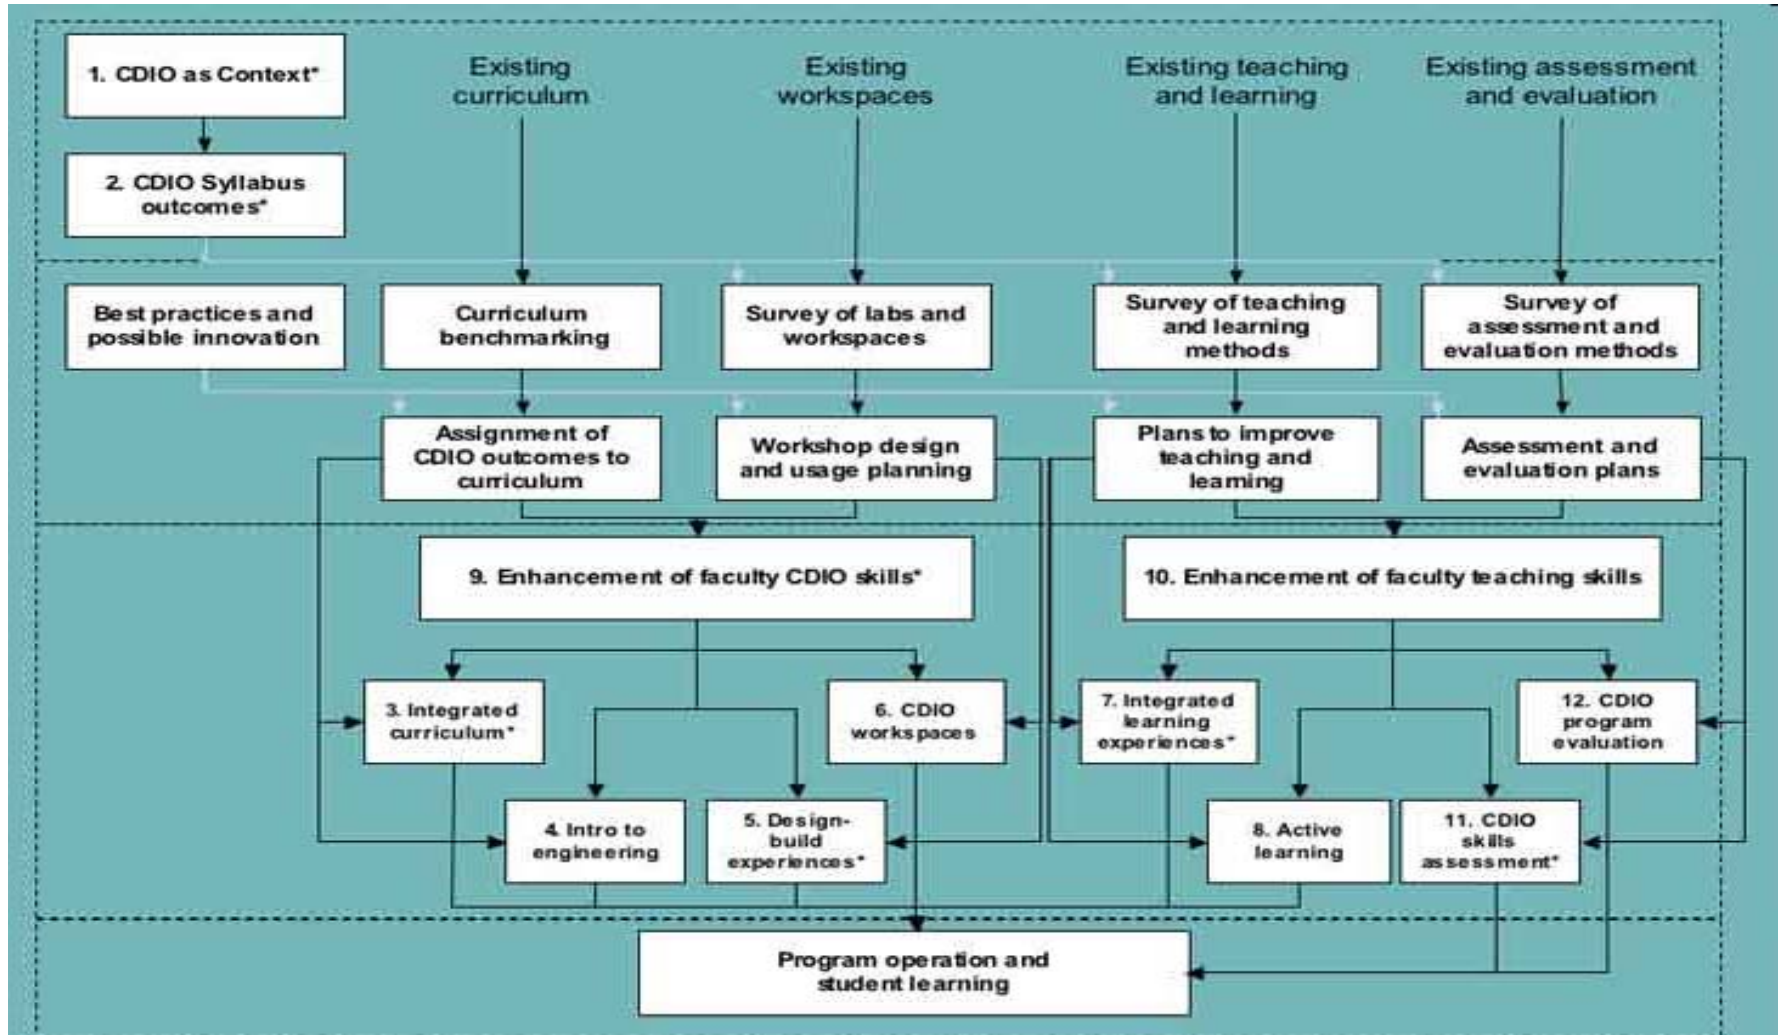 1. CDIO as Context*
Existing
curriculum
Existing
workspaces
Existing teaching
and learning
Existing assessment
and evaluation
2. CDIO Syllabus
outcomes*
Best practices and
possible innovation
Curriculum
benchmarking
Survey of labs and
workspaces
Survey of teaching
and learning
methods
Survey of
assessment and
evaluation methods
Assignment of
CDIO outcomes to
curriculum
Workshop design
and usage planning
Plans to improve
teaching and
learning
Assessment and
evaluation plans
9. Enhancement of faculty CDIO skills*
10. Enhancement of faculty teaching skills
3. Integrated
curriculum*
6. CDIO
workspaces
7. Integrated
learning
experiences*
12. CDIO
program
evaluation
4. Intro to
engineering
5. Design-
build
experiences*
8. Active
learning
11. CDIO
skills
assessment*
Program operation and
student learning